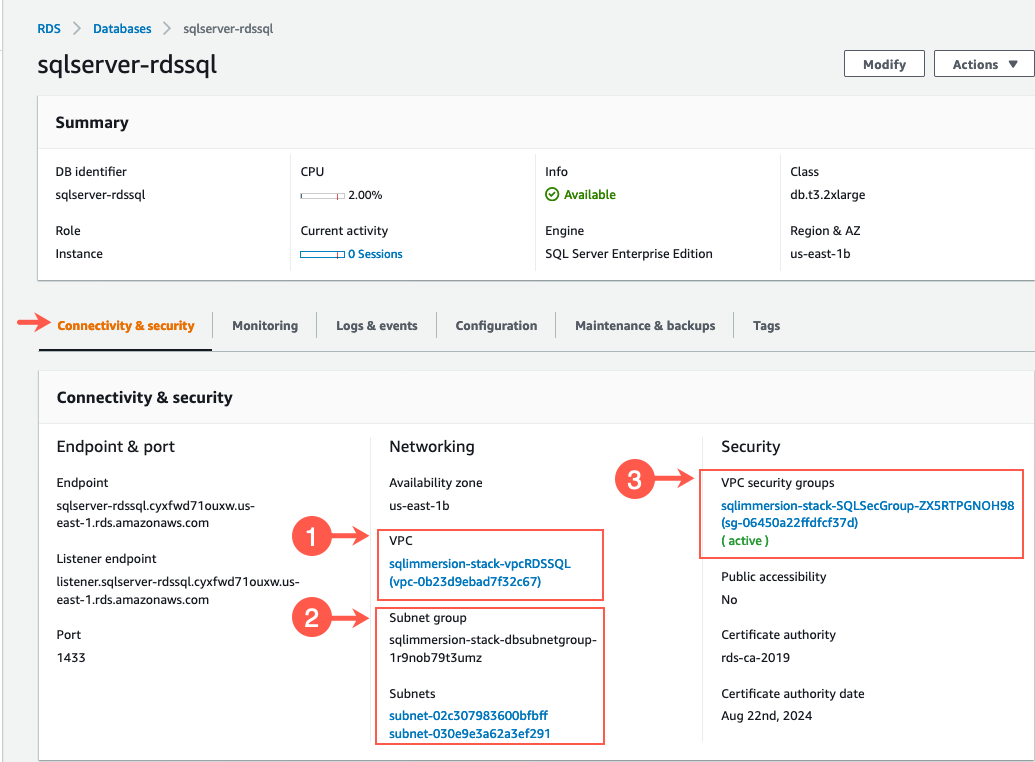 RDS > Databases > sqlserver-rdssql
sqlserver-rdssql
Modify
Actions ▼
Summary
DB identifier
sqlserver-rdssql
CPU
2.00%
Info
Available
Class
db.t3.2xlarge
Role
Instance
Current activity
0 Sessions
Engine
SQL Server Enterprise Edition
Region & AZ
us-east-1b
Connectivity & security
Monitoring
Logs & events
Configuration
Maintenance & backups
Tags
Connectivity & security
Endpoint & port
Endpoint
sqlserver-rdssql.cyxfwd71ouxw.us-
east-1.rds.amazonaws.com
Listener endpoint
listener.sqlserver-rdssql.cyxfwd71ouxw.us-
east-1.rds.amazonaws.com
Port
1433
Networking
Availability zone
us-east-1b
1
VPC
sqlimmersion-stack-vpcRDSSQL
(vpc-0b23d9ebad7f32c67)
2
Subnet group
sqlimmersion-stack-dbsubnetgroup-
1r9nob79t3umz
Subnets
subnet-02c307983600bfbff
subnet-030e9e3a62a3ef291
Security
3
VPC security groups
sqlimmersion-stack-SQLSecGroup-ZX5RTPGNOH98
(sg-06450a22ffdfcf37d)
( active )
Public accessibility
No
Certificate authority
rds-ca-2019
Certificate authority date
Aug 22nd, 2024